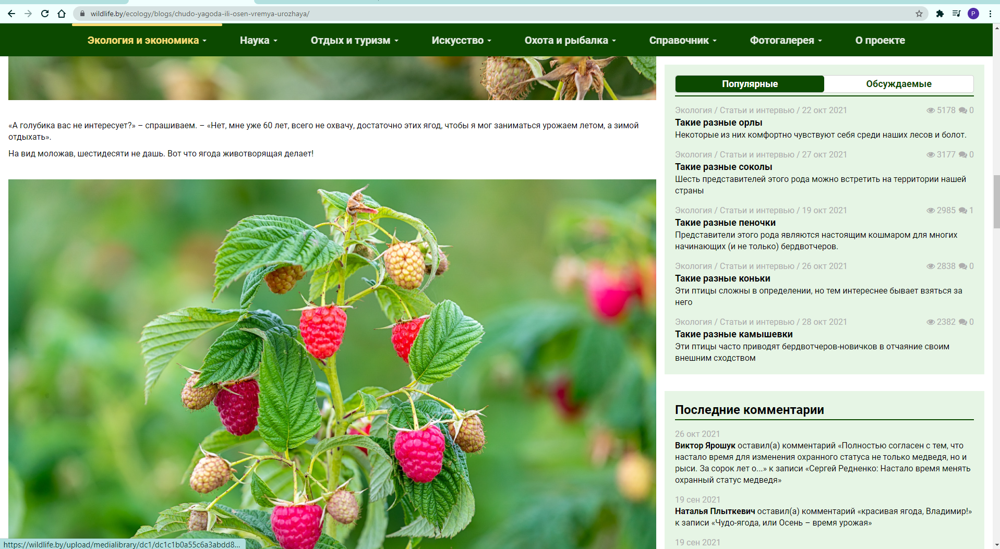 wildlife.by/ecology/blogs/chudo-yagoda-ili-osen-vremya-urozhaya/
P
Экология и экономика
Наука
Отдых и туризм
Искусство
Охота и рыбалка
Справочник
Фотогалерея
О проекте
«А голубика вас не интересует?» – спрашиваем. – «Нет, мне уже 60 лет, всего не охвачу, достаточно этих ягод, чтобы я мог заниматься урожаем летом, а зимой
отдыхать».
На вид моложав, шестидесяти не дашь. Вот что ягода животворящая делает!
Популярные
Обсуждаемые
Экология / Статьи и интервью / 22 окт 2021 5178 0
Такие разные орлы
Некоторые из них комфортно чувствуют себя среди наших лесов и болот.
Экология / Статьи и интервью / 27 окт 2021 3177 0
Такие разные соколы
Шесть представителей этого рода можно встретить на территории нашей
страны
Экология / Статьи и интервью / 19 окт 2021 2985 1
Такие разные пеночки
Представители этого рода являются настоящим кошмаром для многих
начинающих (и не только) бердвотчеров.
Экология / Статьи и интервью / 26 окт 2021 2838 0
Такие разные коньки
Эти птицы сложны в определении, но тем интереснее бывает взяться за
него
Экология / Статьи и интервью / 28 окт 2021 2382 0
Такие разные камышевки
Эти птицы часто приводят бердвотчеров-новичков в отчаяние своим
внешним сходством
Последние комментарии
26 окт 2021
Виктор Ярошук оставил(а) комментарий «Полностью согласен с тем, что
настало время для изменения охранного статуса не только медведя, но и
рыси. За сорок лет о...» к записи «Сергей Редненко: Настало время менять
охранный статус медведя»
19 сен 2021
Наталья Плыткевич оставил(а) комментарий «красивая ягода, Владимир!»
к записи «Чудо-ягода, или Осень – время урожая»
19 сен 2021
https://wildlife.by/upload/medialibrary/dc1/dc1c1b0a55c6a3abdd8...